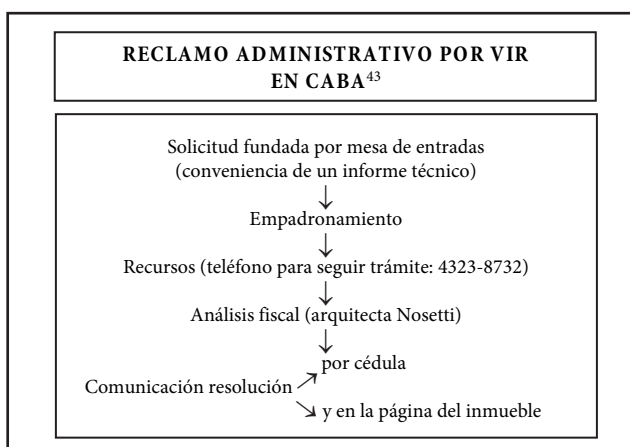 RECLAMO ADMINISTRATIVO POR VIR
EN CABA43
Solicitud fundada por mesa de entradas
(conveniencia de un informe técnico)
Empadronamiento
Recursos (teléfono para seguir trámite: 4323-8732)
Análisis fiscal (arquitecta Nosetti)
por cédula
Comunicación resolución
y en la página del inmueble